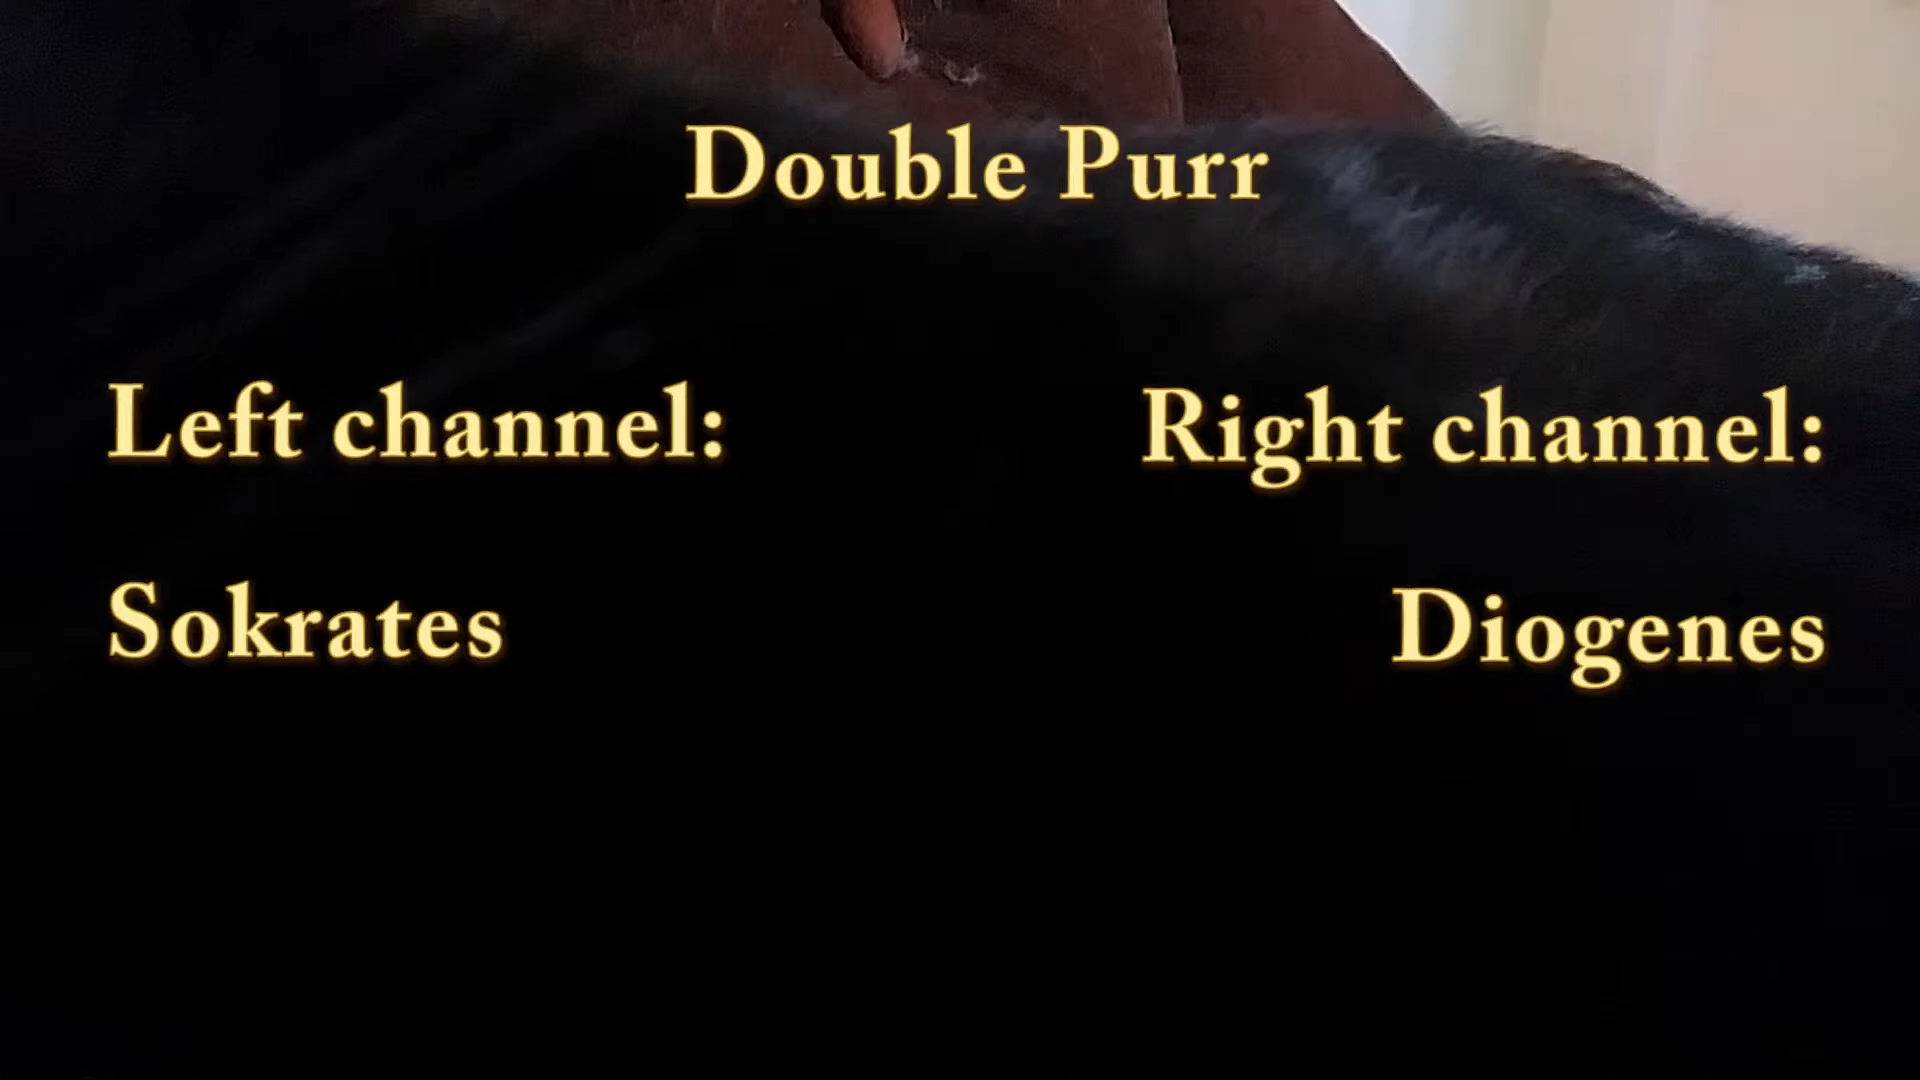 Double Purr
Left channel:
Right channel:
Sokrates
Diogenes